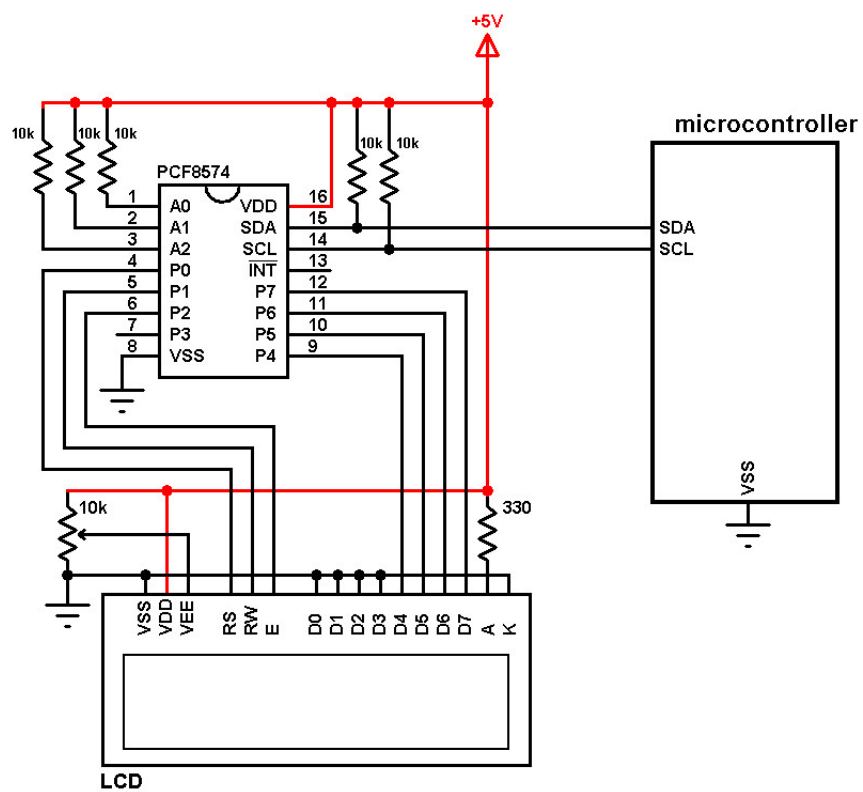 +5V
10k 10k 10k 10k 10k
microcontroller
PCF8574
1 A0 VDD 16
2 A1 SDA 15 SDA
3 A2 SCL 14 SCL
4 P0 INT 13
5 P1 P7 12
6 P2 P6 11
7 P3 P5 10
8 VSS P4 9
VSS
10k 330
VSS VDD VEE RS RW E D0 D1 D2 D3 D4 D5 D6 D7 A K
LCD